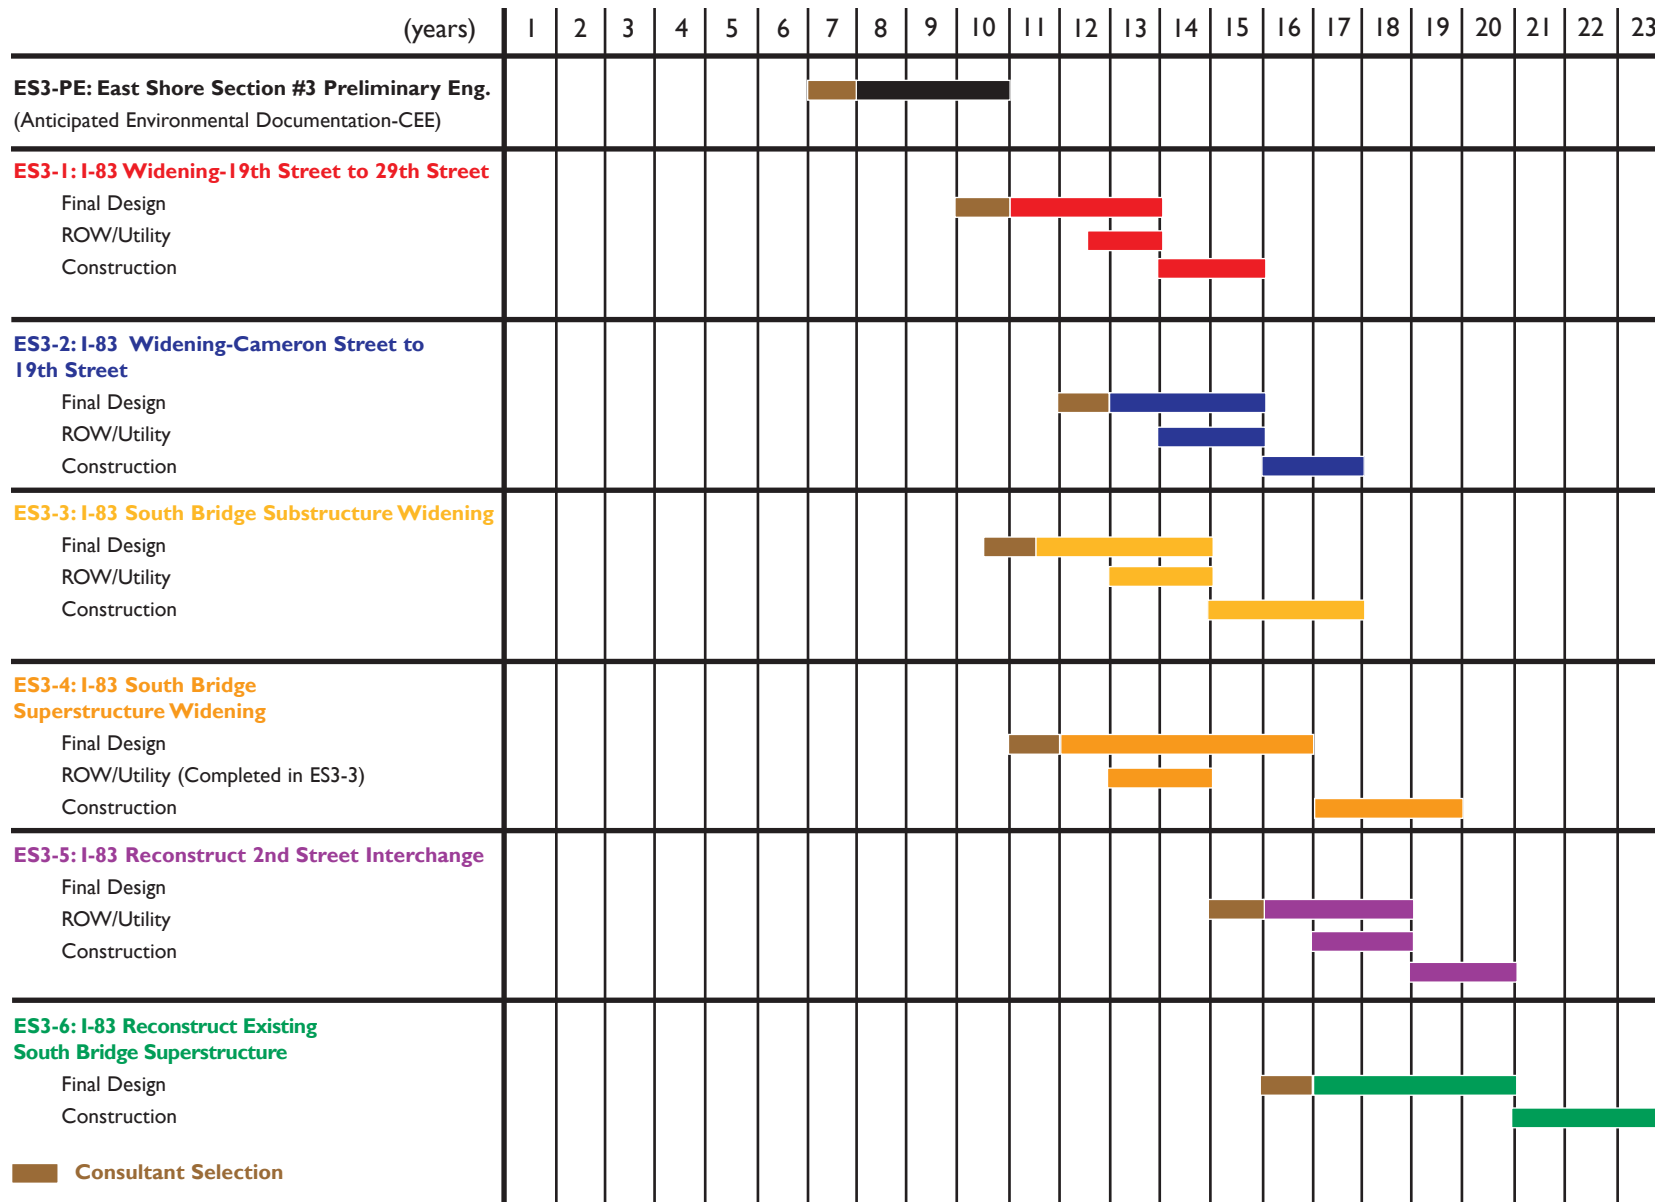 (years) 1 2 3 4 5 6 7 8 9 10 11 12 13 14 15 16 17 18 19 20 21 22 23
ES3-PE: East Shore Section #3 Preliminary Eng.
(Anticipated Environmental Documentation-CEE)
ES3-1: I-83 Widening-19th Street to 29th Street
Final Design
ROW/Utility
Construction
ES3-2: I-83 Widening-Cameron Street to
19th Street
Final Design
ROW/Utility
Construction
ES3-3: I-83 South Bridge Substructure Widening
Final Design
ROW/Utility
Construction
ES3-4: I-83 South Bridge
Superstructure Widening
Final Design
ROW/Utility (Completed in ES3-3)
Construction
ES3-5: I-83 Reconstruct 2nd Street Interchange
Final Design
ROW/Utility
Construction
ES3-6: I-83 Reconstruct Existing
South Bridge Superstructure
Final Design
Construction
Consultant Selection